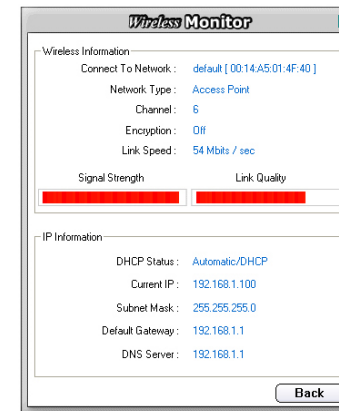 Wireless Monitor
Wireless Information
Connect To Network : default [ 00:14:A5:01:4F:40 ]
Network Type : Access Point
Channel : 6
Encryption : Off
Link Speed : 54 Mbits / sec
Signal Strength Link Quality
IP Information
DHCP Status : Automatic/DHCP
Current IP : 192.168.1.100
Subnet Mask : 255.255.255.0
Default Gateway : 192.168.1.1
DNS Server : 192.168.1.1
Back